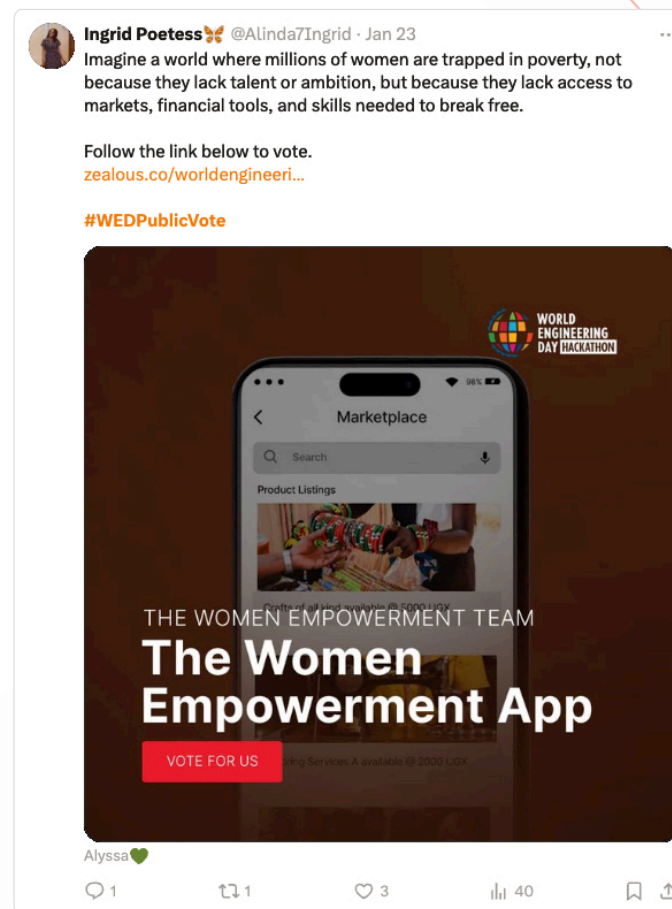 Ingrid Poetess🦋 @Alinda7Ingrid · Jan 23
Imagine a world where millions of women are trapped in poverty, not
because they lack talent or ambition, but because they lack access to
markets, financial tools, and skills needed to break free.
Follow the link below to vote.
zealous.co/worldengineeri...
#WEDPublicVote
WORLD
ENGINEERING
DAY HACKATHON
98%
Marketplace
Search
Product Listings
Crafts of all kind available @ 5000 UGX
THE WOMEN EMPOWERMENT TEAM
The Women
Empowerment App
VOTE FOR US
Services A available @ 2000 UGX
Alyssa💚
1 1 3 40